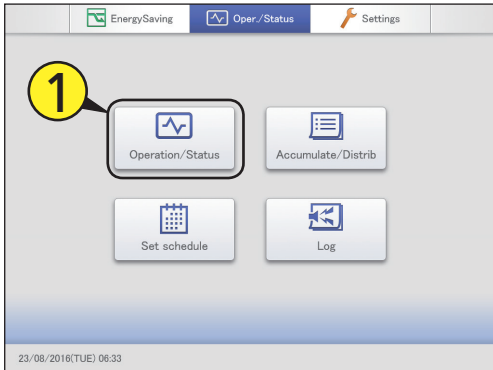 EnergySaving Oper./Status Settings
1
Operation/Status Accumulate/Distrib
Set schedule Log
23/08/2016(TUE) 06:33